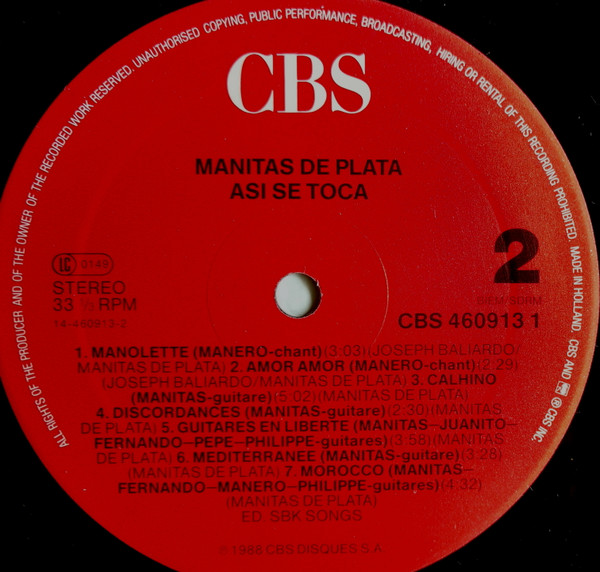 ALL RIGHTS OF THE PRODUCER AND OF THE OWNER OF THE RECORDED WORK RESERVED. UNAUTHORISED COPYING, PUBLIC PERFORMANCE, BROADCASTING, HIRING OR RENTAL OF THIS RECORDING PROHIBITED. MADE IN HOLLAND. CBS AND ® CBS INC.
CBS
MANITAS DE PLATA
ASI SE TOCA
LC 0149
2
STEREO
33 ⅓ RPM
BIEM/SDRM
14-460913-2
CBS 460913 1
1. MANOLETTE (MANERO-chant)(3:03)(JOSEPH BALIARDO/
MANITAS DE PLATA) 2. AMOR AMOR (MANERO-chant)(2:29)
(JOSEPH BALIARDO/MANITAS DE PLATA) 3. CALHINO
(MANITAS-guitare)(5:02)(MANITAS DE PLATA)
4. DISCORDANCES (MANITAS-guitare)(2:30)(MANITAS
DE PLATA) 5. GUITARES EN LIBERTE (MANITAS—JUANITO—
FERNANDO—PEPE—PHILIPPE-guitares)(3:58)(MANITAS
DE PLATA) 6. MEDITERRANEE (MANITAS-guitare)(3:28)
(MANITAS DE PLATA) 7. MOROCCO (MANITAS—
FERNANDO—MANERO—PHILIPPE-guitares)(4:32)
(MANITAS DE PLATA)
ED. SBK SONGS
℗ 1988 CBS DISQUES S.A.